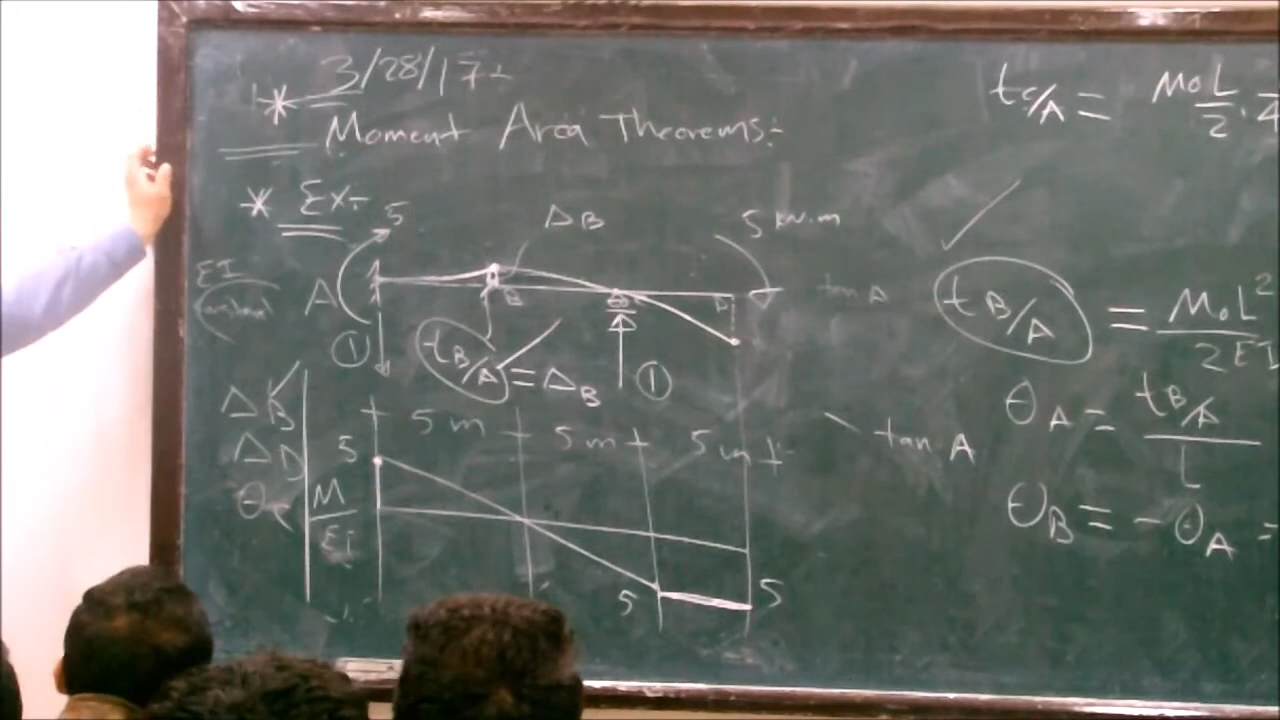 3/28/17
* Moment Area Theorems:
* Ex:
5
ΔB
5 kN.m
EI
A
B
D
tan A
①
tB/A = ΔB
①
ΔB
ΔD
θC
5 m
5 m
5 m
tan A
5
M/EI
5
5
tC/A = MoL/2 .
tB/A = MoL²/2EI
θA = tB/A / L
θB = -θA =